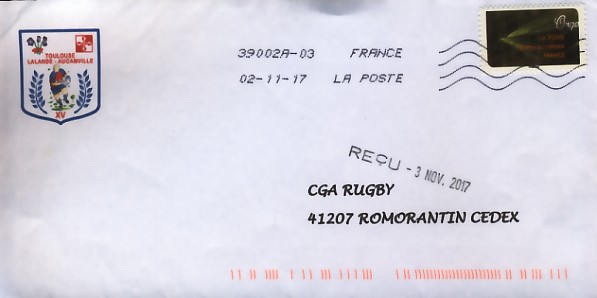 TOULOUSE
LALANDE - AUCAMVILLE
XV
39002A-03 FRANCE
02-11-17 LA POSTE
REÇU - 3 NOV. 2017
CGA RUGBY
41207 ROMORANTIN CEDEX